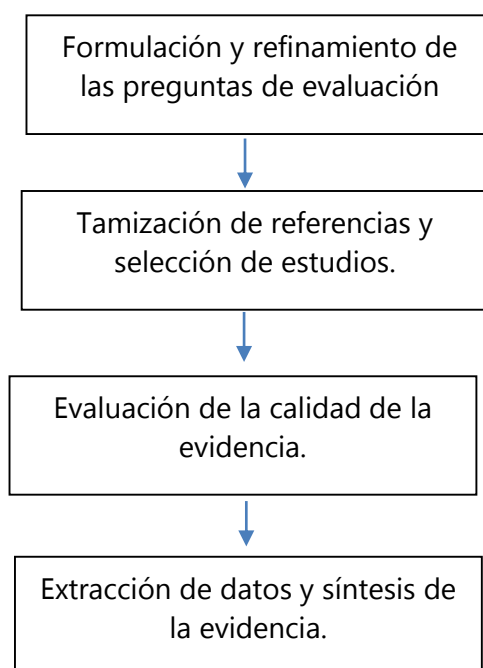 Formulación y refinamiento de
las preguntas de evaluación
Tamización de referencias y
selección de estudios.
Evaluación de la calidad de la
evidencia.
Extracción de datos y síntesis de
la evidencia.